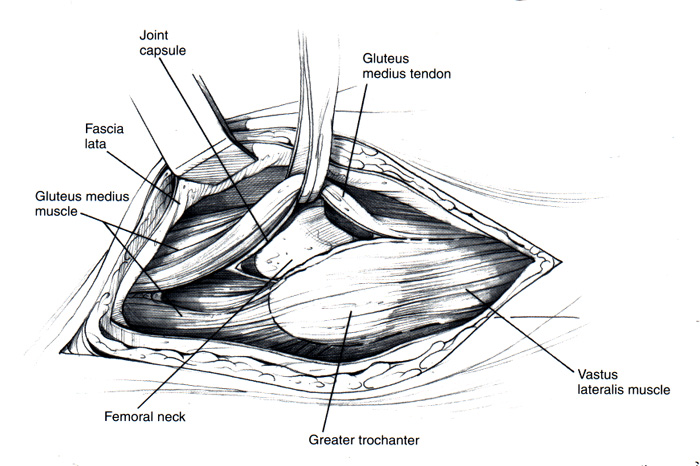 Joint
capsule
Gluteus
medius tendon
Fascia
lata
Gluteus medius
muscle
Vastus
lateralis muscle
Femoral neck
Greater trochanter